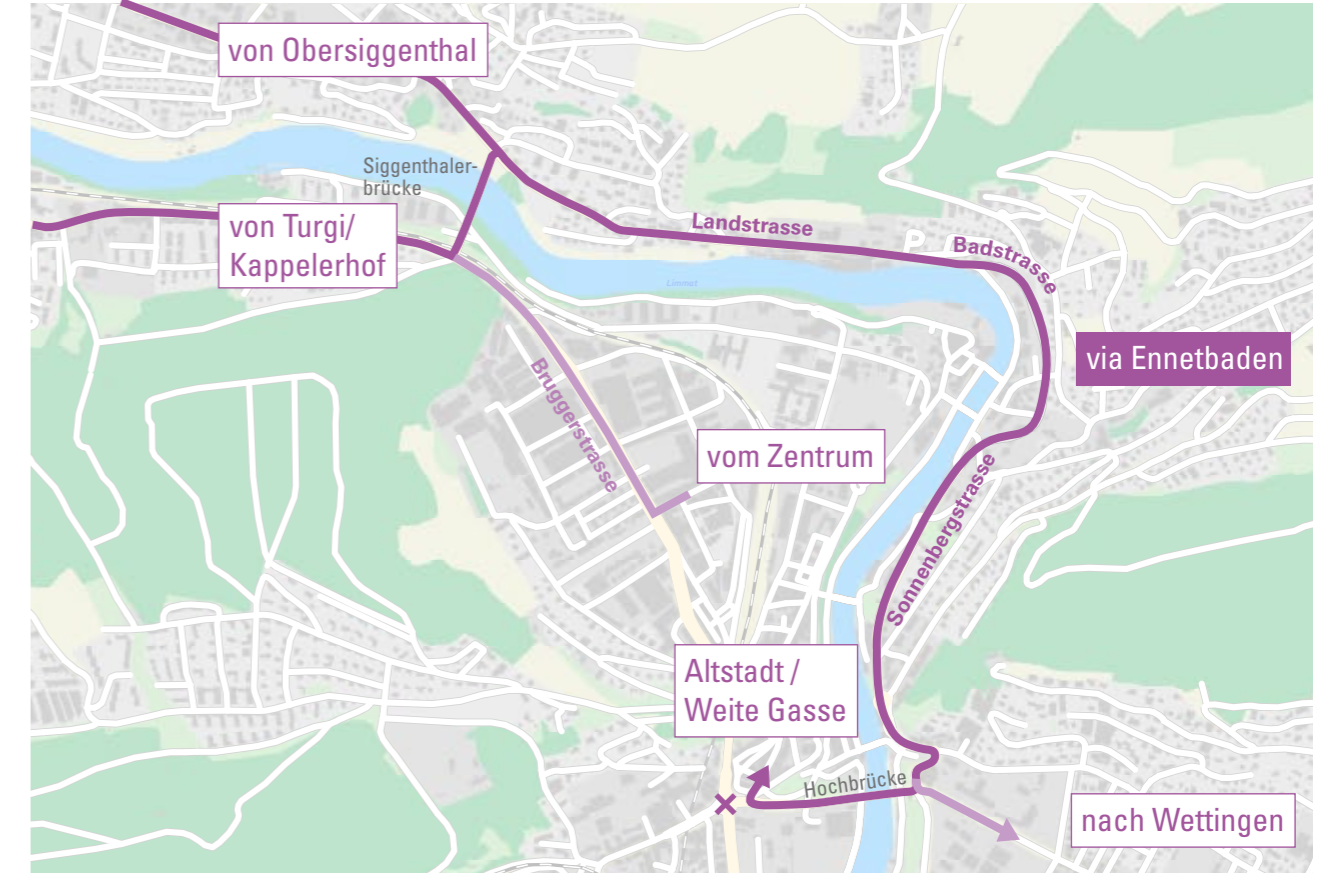 von Obersiggenthal
Siggenthaler-
brücke
von Turgi/
Kappelerhof
Landstrasse
P
Badstrasse
Limmat
via Ennetbaden
Bruggerstrasse
vom Zentrum
Sonnenbergstrasse
Altstadt /
Weite Gasse
Hochbrücke
nach Wettingen